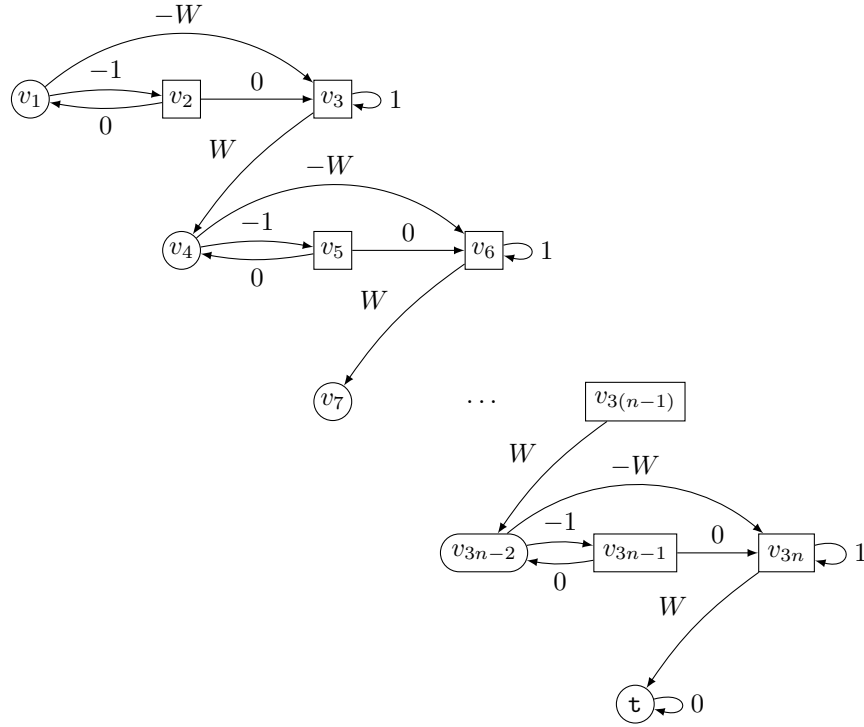 −W
−1
0
v₁ v₂ v₃ 1
0
W
−W
−1
0
v₄ v₅ v₆ 1
0
W
v₇ ... v₃₍ₙ₋₁₎
W
−W
−1
0
v₃ₙ₋₂ v₃ₙ₋₁ v₃ₙ 1
0
W
t 0